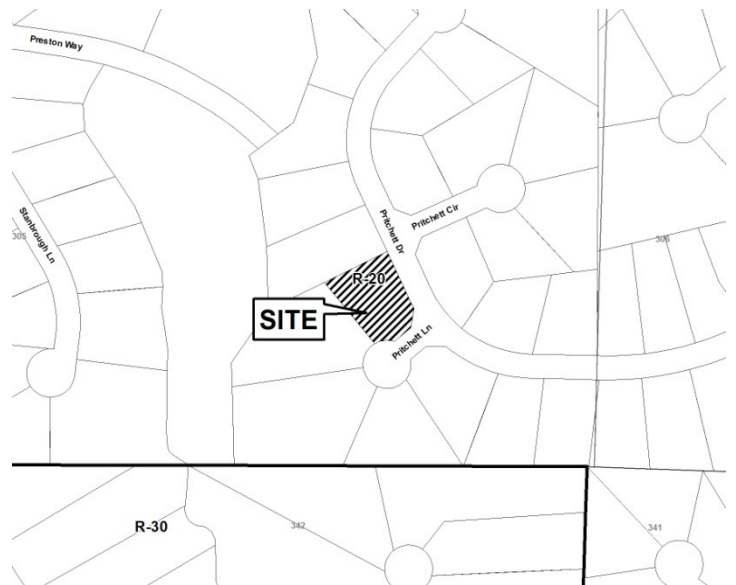 Preston Way
Stanbrough Ln
305
Pritchett Dr
Pritchett Cir
306
R-20
SITE
Pritchett Ln
R-30
342
341